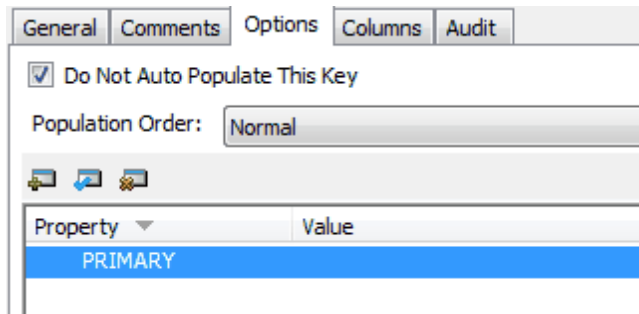 General Comments Options Columns Audit
Do Not Auto Populate This Key
Population Order: Normal
Property Value
PRIMARY